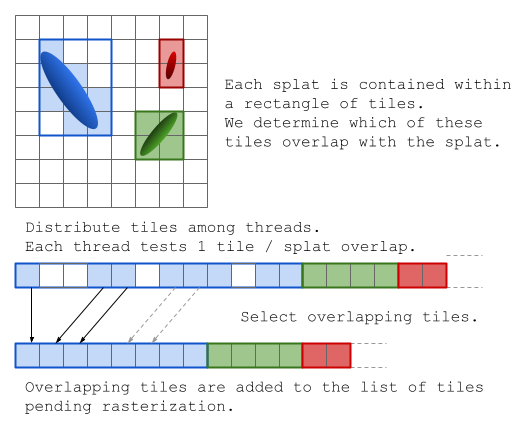 Each splat is contained within
a rectangle of tiles.
We determine which of these
tiles overlap with the splat.
Distribute tiles among threads.
Each thread tests 1 tile / splat overlap.
Select overlapping tiles.
Overlapping tiles are added to the list of tiles
pending rasterization.